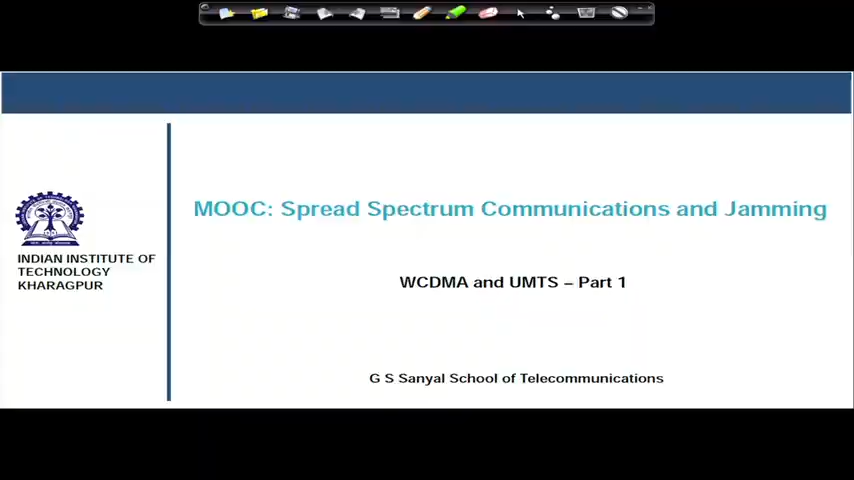 MOOC: Spread Spectrum Communications and Jamming
INDIAN INSTITUTE OF
TECHNOLOGY
KHARAGPUR
WCDMA and UMTS – Part 1
G S Sanyal School of Telecommunications